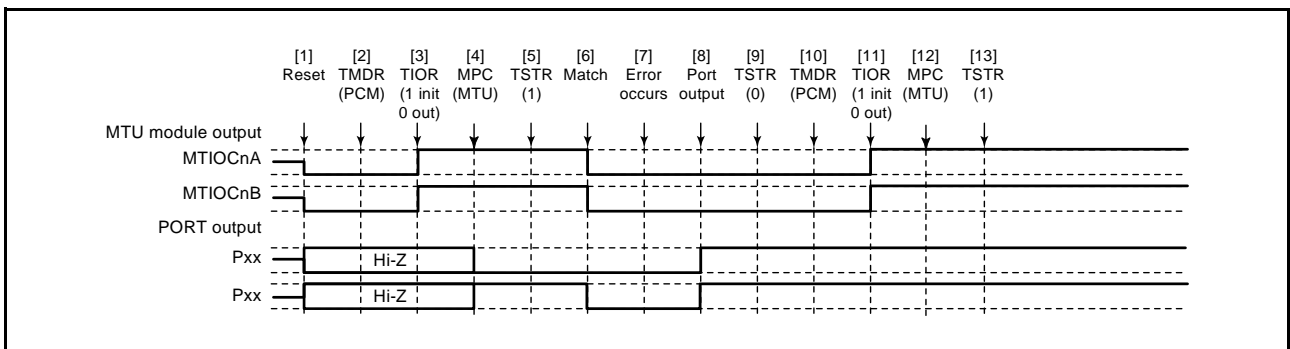 [1] [2] [3] [4] [5] [6] [7] [8] [9] [10] [11] [12] [13]
Reset TMDR TIOR MPC TSTR Match Error Port TSTR TMDR TIOR MPC TSTR
(PCM) (1 init (MTU) (1) occurs output (0) (PCM) (1 init (MTU) (1)
0 out) 0 out)
MTU module output
MTIOCnA
MTIOCnB
PORT output
Pxx Hi-Z
Pxx Hi-Z